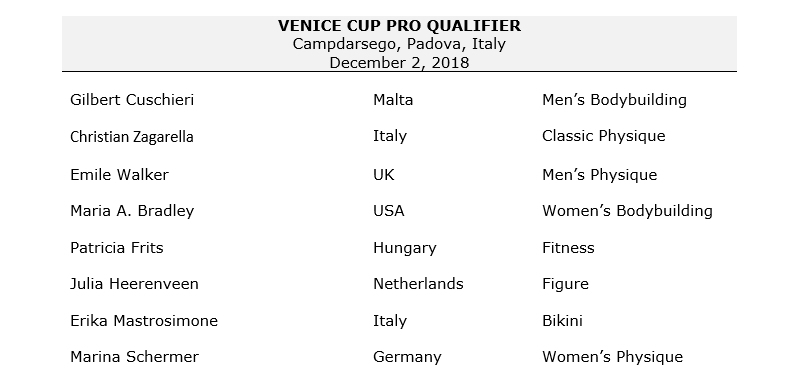 VENICE CUP PRO QUALIFIER
Campdarsego, Padova, Italy
December 2, 2018
Gilbert Cuschieri Malta Men's Bodybuilding
Christian Zagarella Italy Classic Physique
Emile Walker UK Men's Physique
Maria A. Bradley USA Women's Bodybuilding
Patricia Frits Hungary Fitness
Julia Heerenveen Netherlands Figure
Erika Mastrosimone Italy Bikini
Marina Schermer Germany Women's Physique